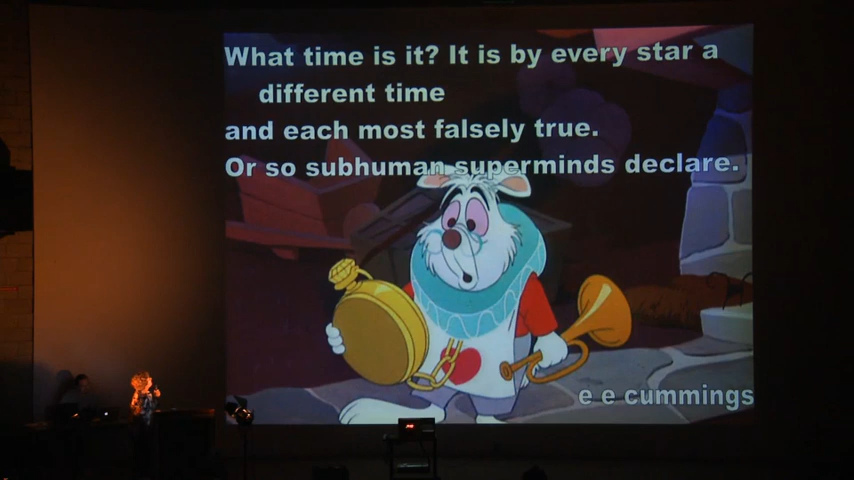 What time is it? It is by every star a
different time
and each most falsely true.
Or so subhuman superminds declare.
e e cummings